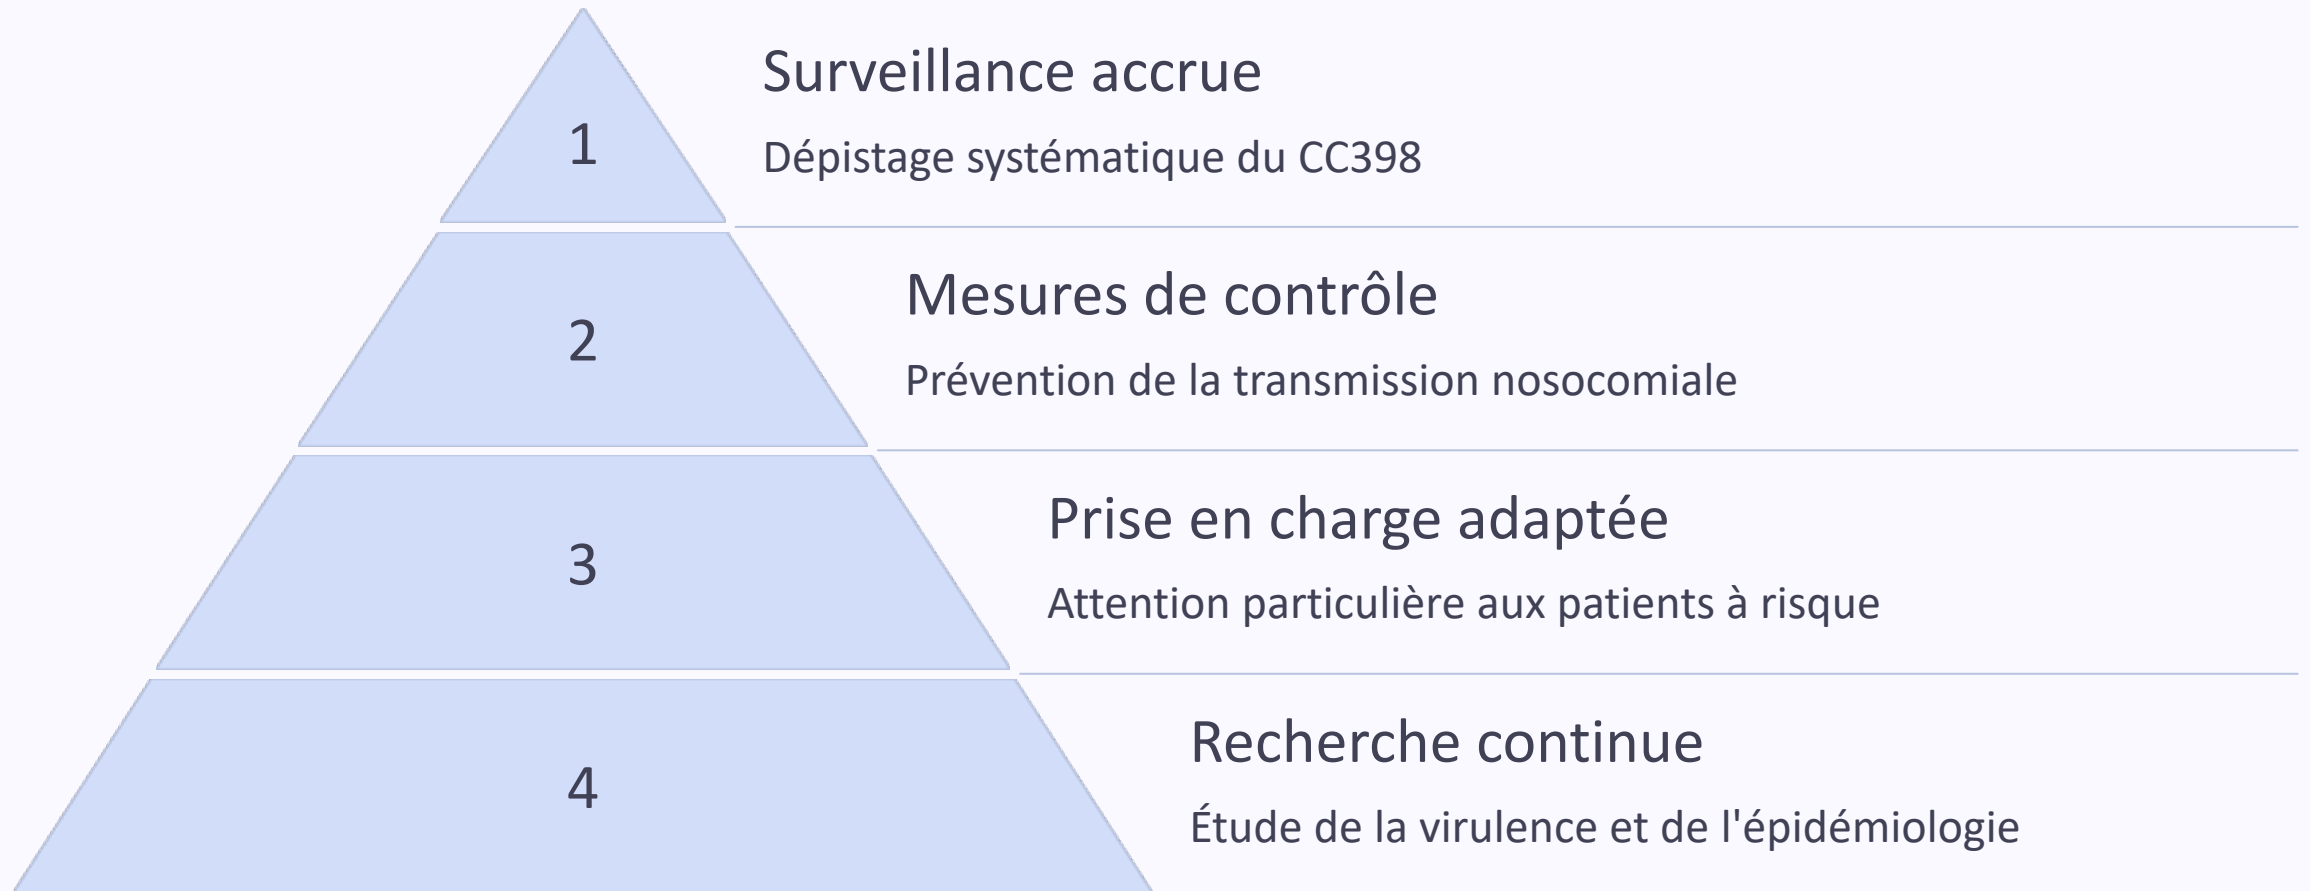 1
Surveillance accrue
Dépistage systématique du CC398
2
Mesures de contrôle
Prévention de la transmission nosocomiale
3
Prise en charge adaptée
Attention particulière aux patients à risque
4
Recherche continue
Étude de la virulence et de l'épidémiologie